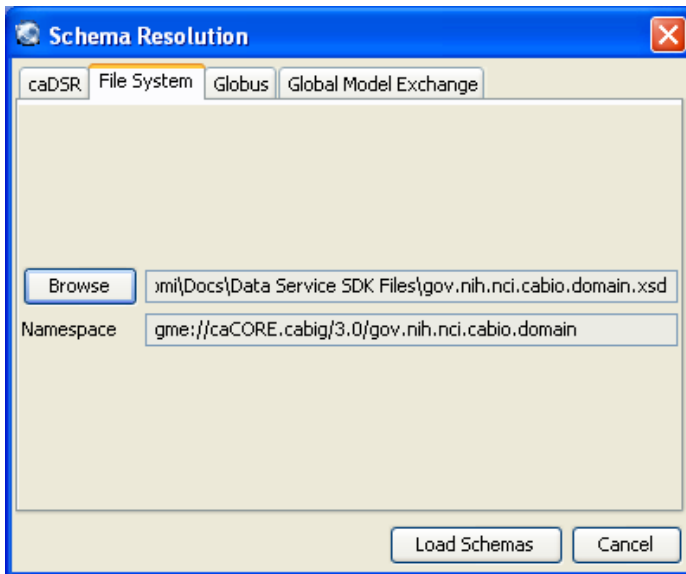 Schema Resolution
caDSR File System Globus Global Model Exchange
Browse ɔmi\Docs\Data Service SDK Files\gov.nih.nci.cabio.domain.xsd
Namespace gme://caCORE.cabig/3.0/gov.nih.nci.cabio.domain
Load Schemas Cancel